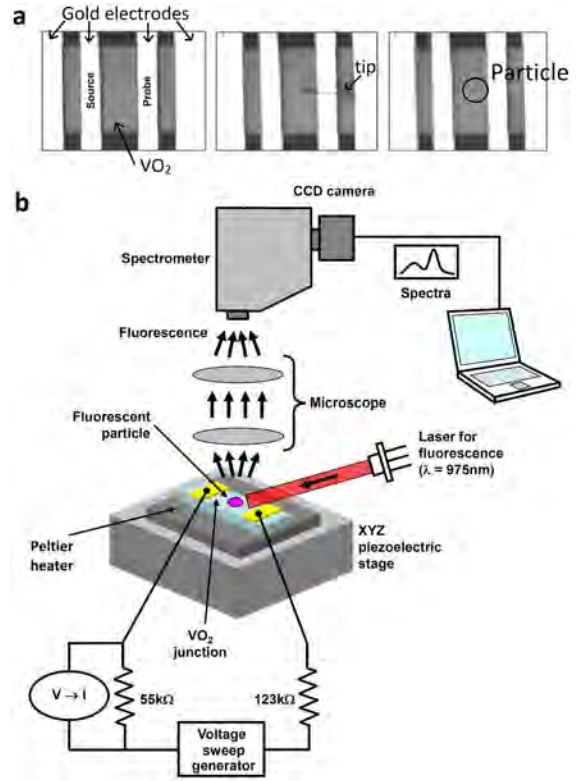 a
Gold electrodes
Source
Probe
VO₂
tip
Particle
b
CCD camera
Spectrometer
Spectra
Fluorescence
Microscope
Fluorescent
particle
Laser for
fluorescence
(λ = 975nm)
Peltier
heater
XYZ
piezoelectric
stage
VO₂
junction
V → I
55kΩ
123kΩ
Voltage
sweep
generator